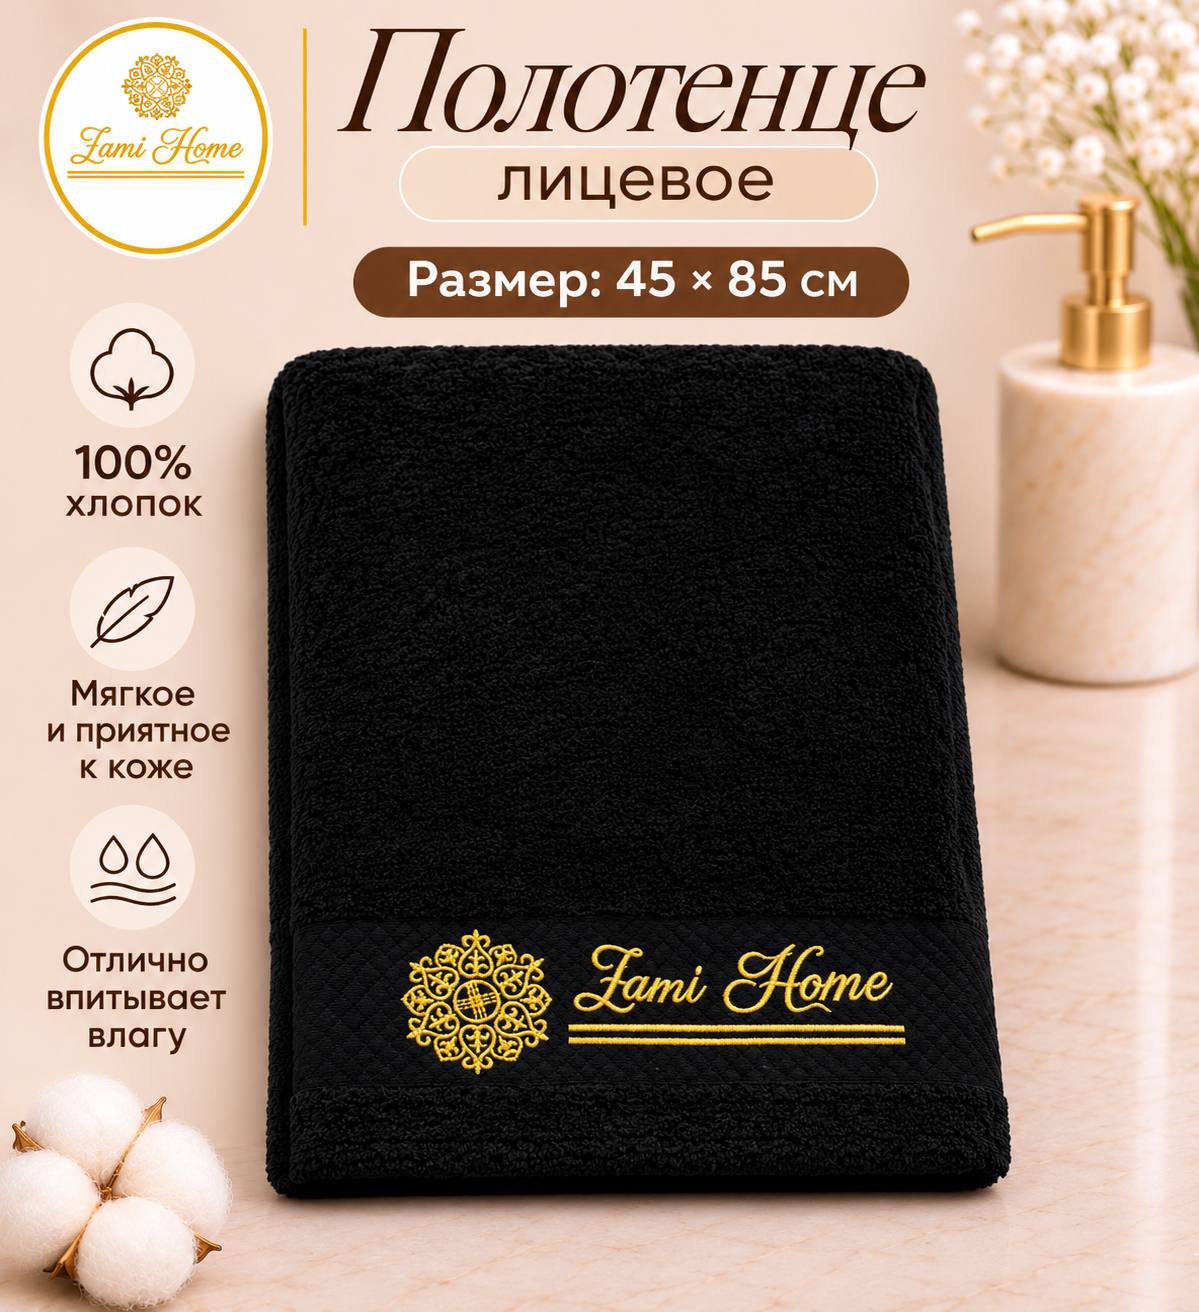 Zami Home
Полотенце
лицевое
Размер: 45 × 85 см
100%
хлопок
Мягкое
и приятное
к коже
Отлично
впитывает
влагу
Zami Home